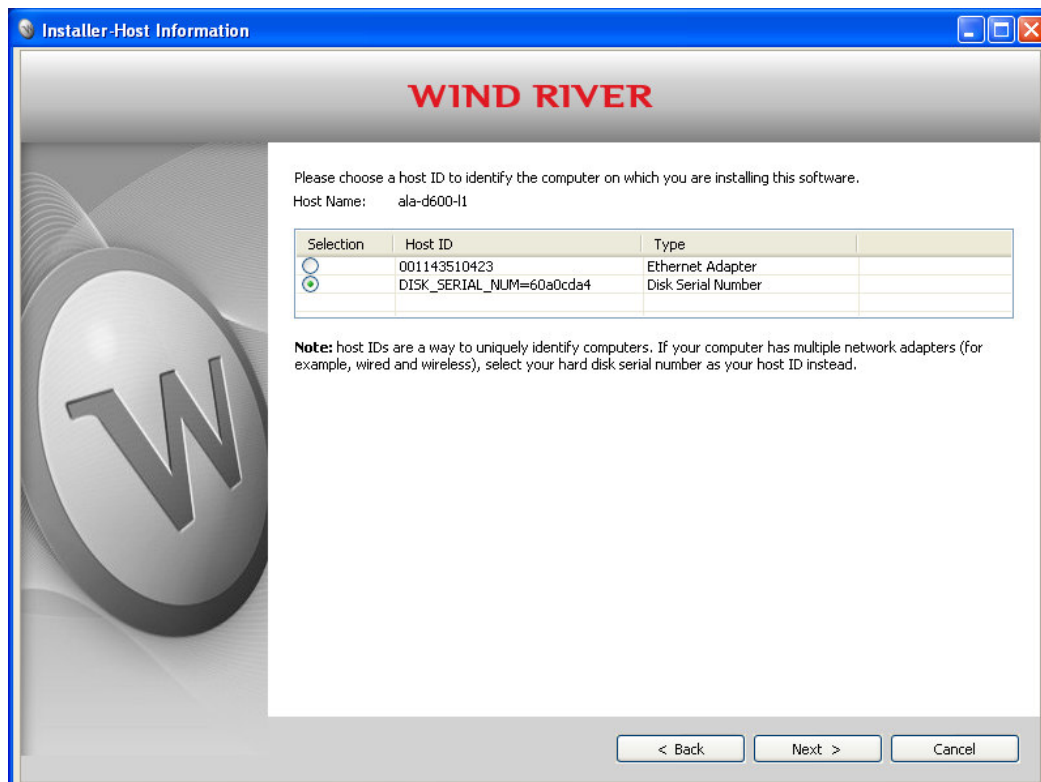 Installer-Host Information
WIND RIVER
Please choose a host ID to identify the computer on which you are installing this software.
Host Name: ala-d600-l1
Selection Host ID Type
001143510423 Ethernet Adapter
DISK_SERIAL_NUM=60a0cda4 Disk Serial Number
Note: host IDs are a way to uniquely identify computers. If your computer has multiple network adapters (for
example, wired and wireless), select your hard disk serial number as your host ID instead.
W
< Back Next > Cancel